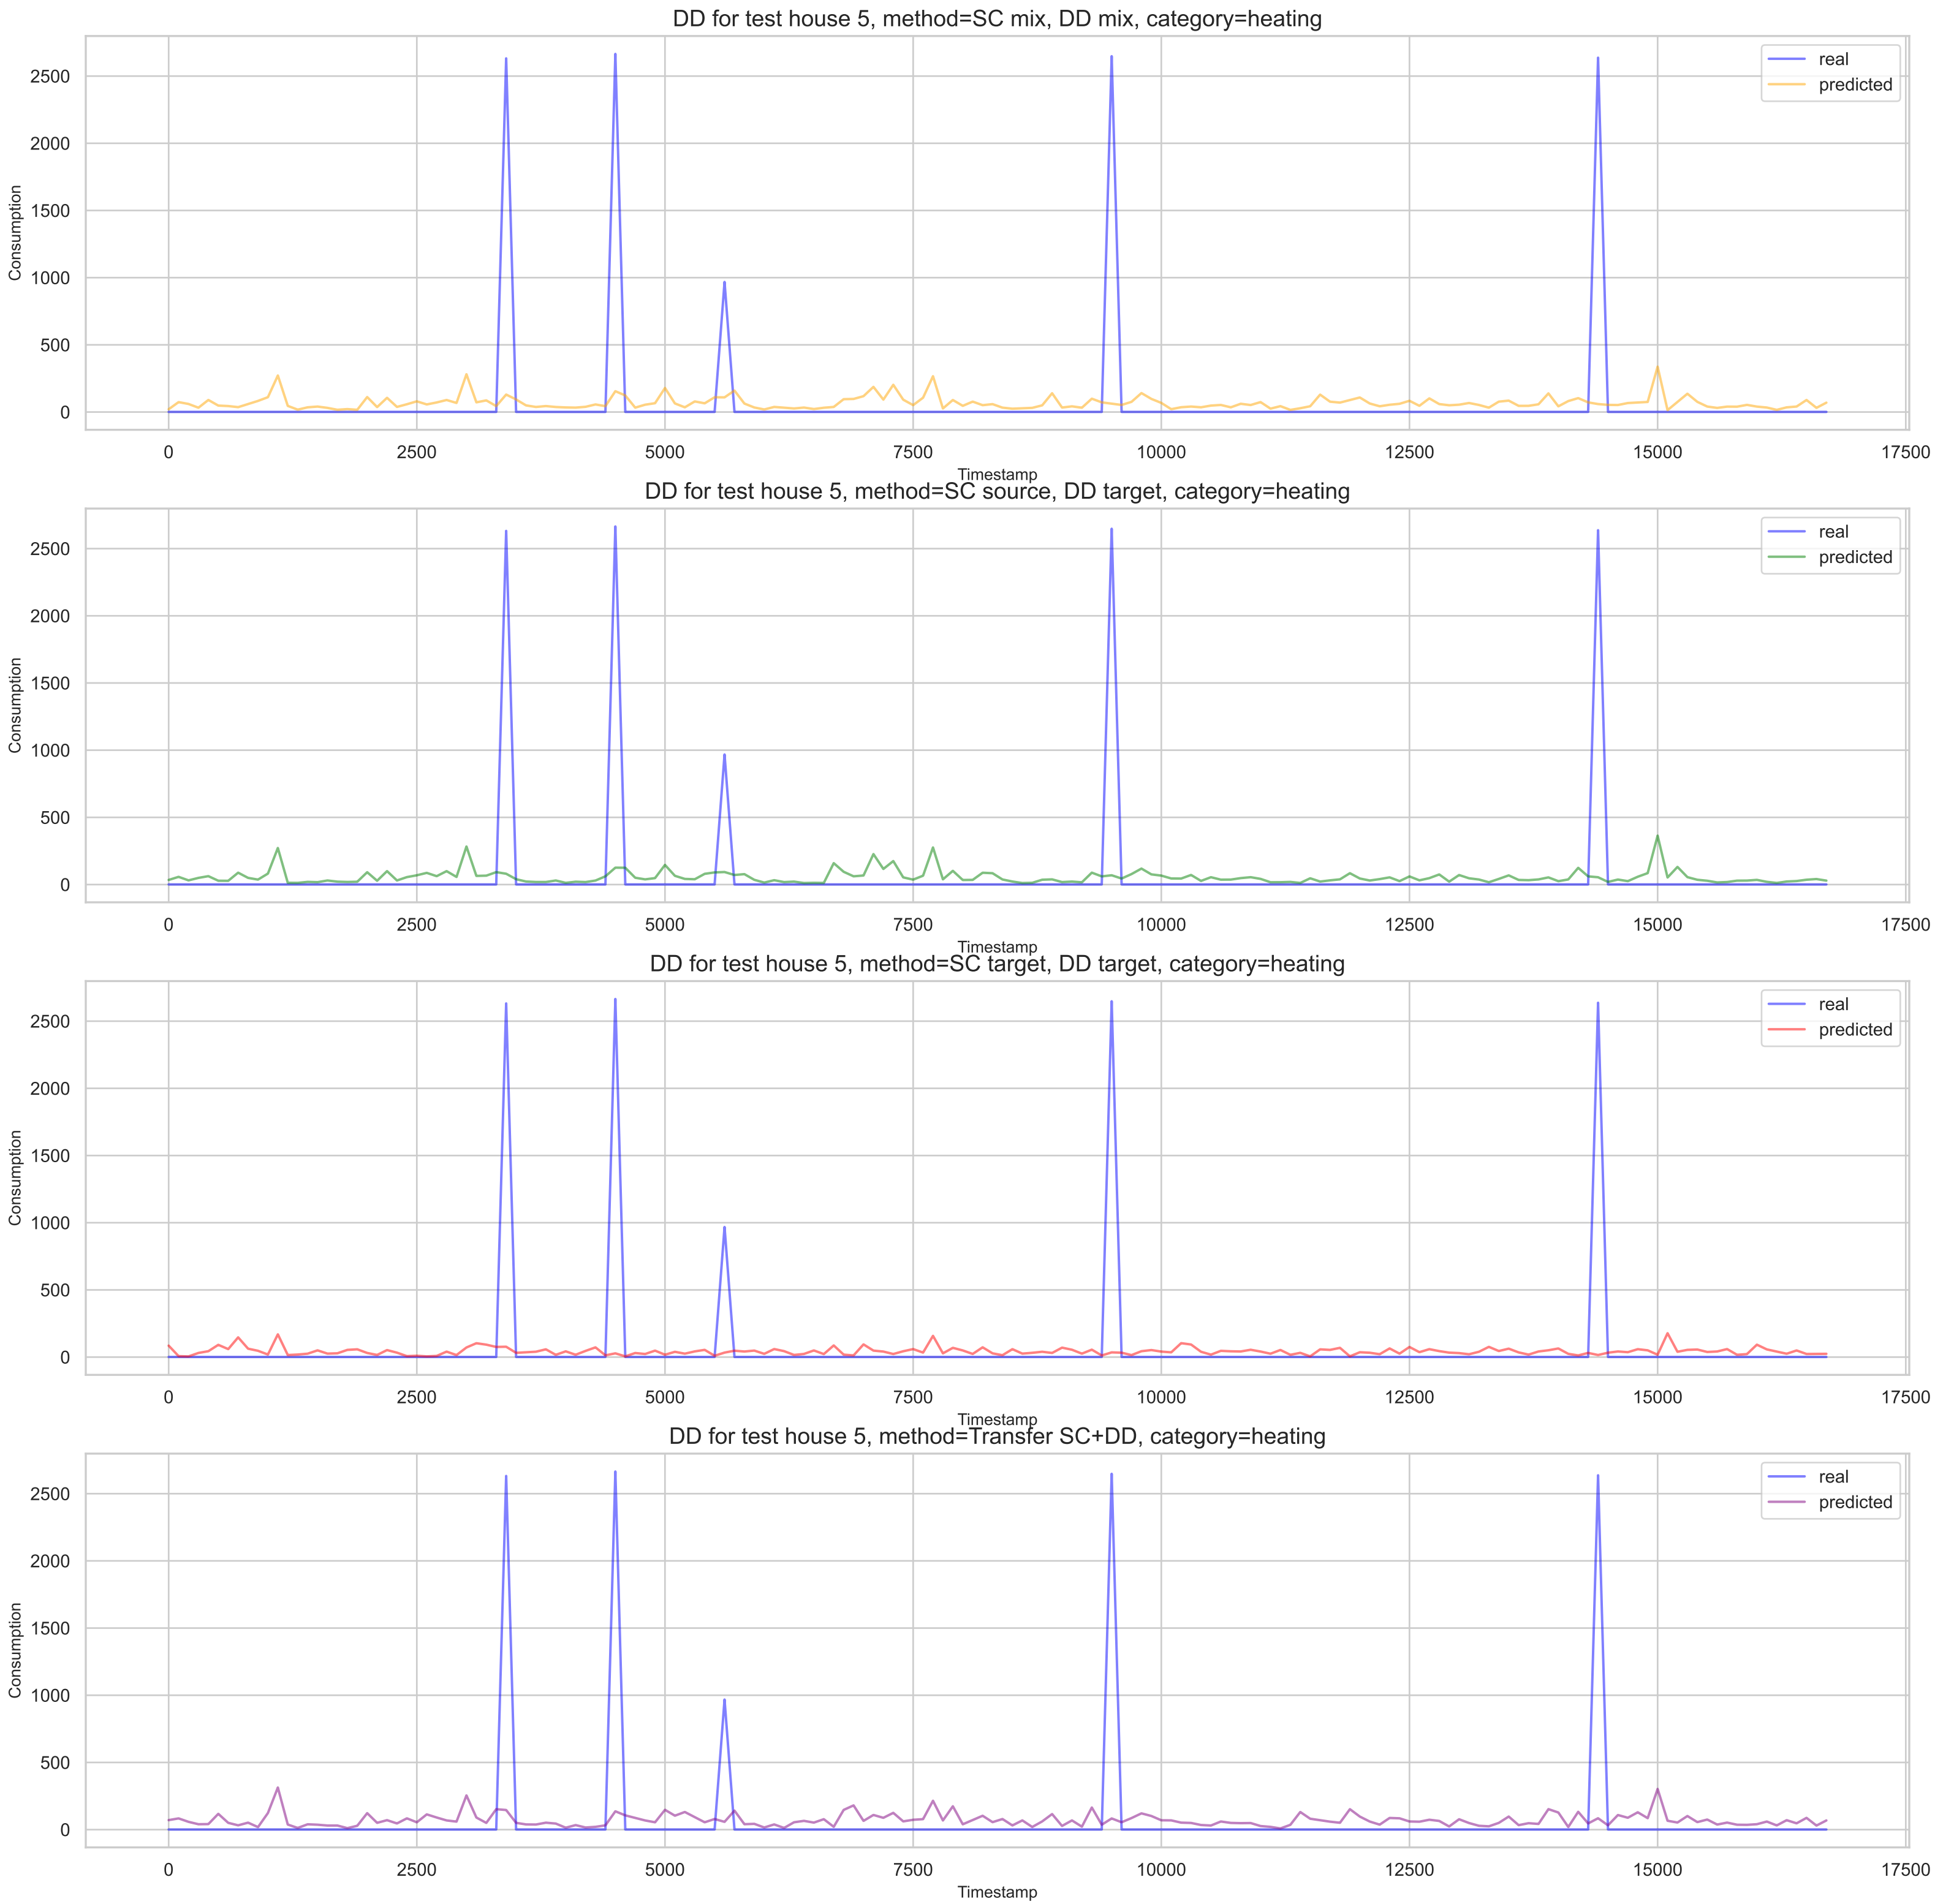 DD for test house 5, method=SC mix, DD mix, category=heating
real
predicted
Consumption
2500
2000
1500
1000
500
0
0 2500 5000 7500 10000 12500 15000 17500
Timestamp
DD for test house 5, method=SC source, DD target, category=heating
real
predicted
Consumption
2500
2000
1500
1000
500
0
0 2500 5000 7500 10000 12500 15000 17500
Timestamp
DD for test house 5, method=SC target, DD target, category=heating
real
predicted
Consumption
2500
2000
1500
1000
500
0
0 2500 5000 7500 10000 12500 15000 17500
Timestamp
DD for test house 5, method=Transfer SC+DD, category=heating
real
predicted
Consumption
2500
2000
1500
1000
500
0
0 2500 5000 7500 10000 12500 15000 17500
Timestamp